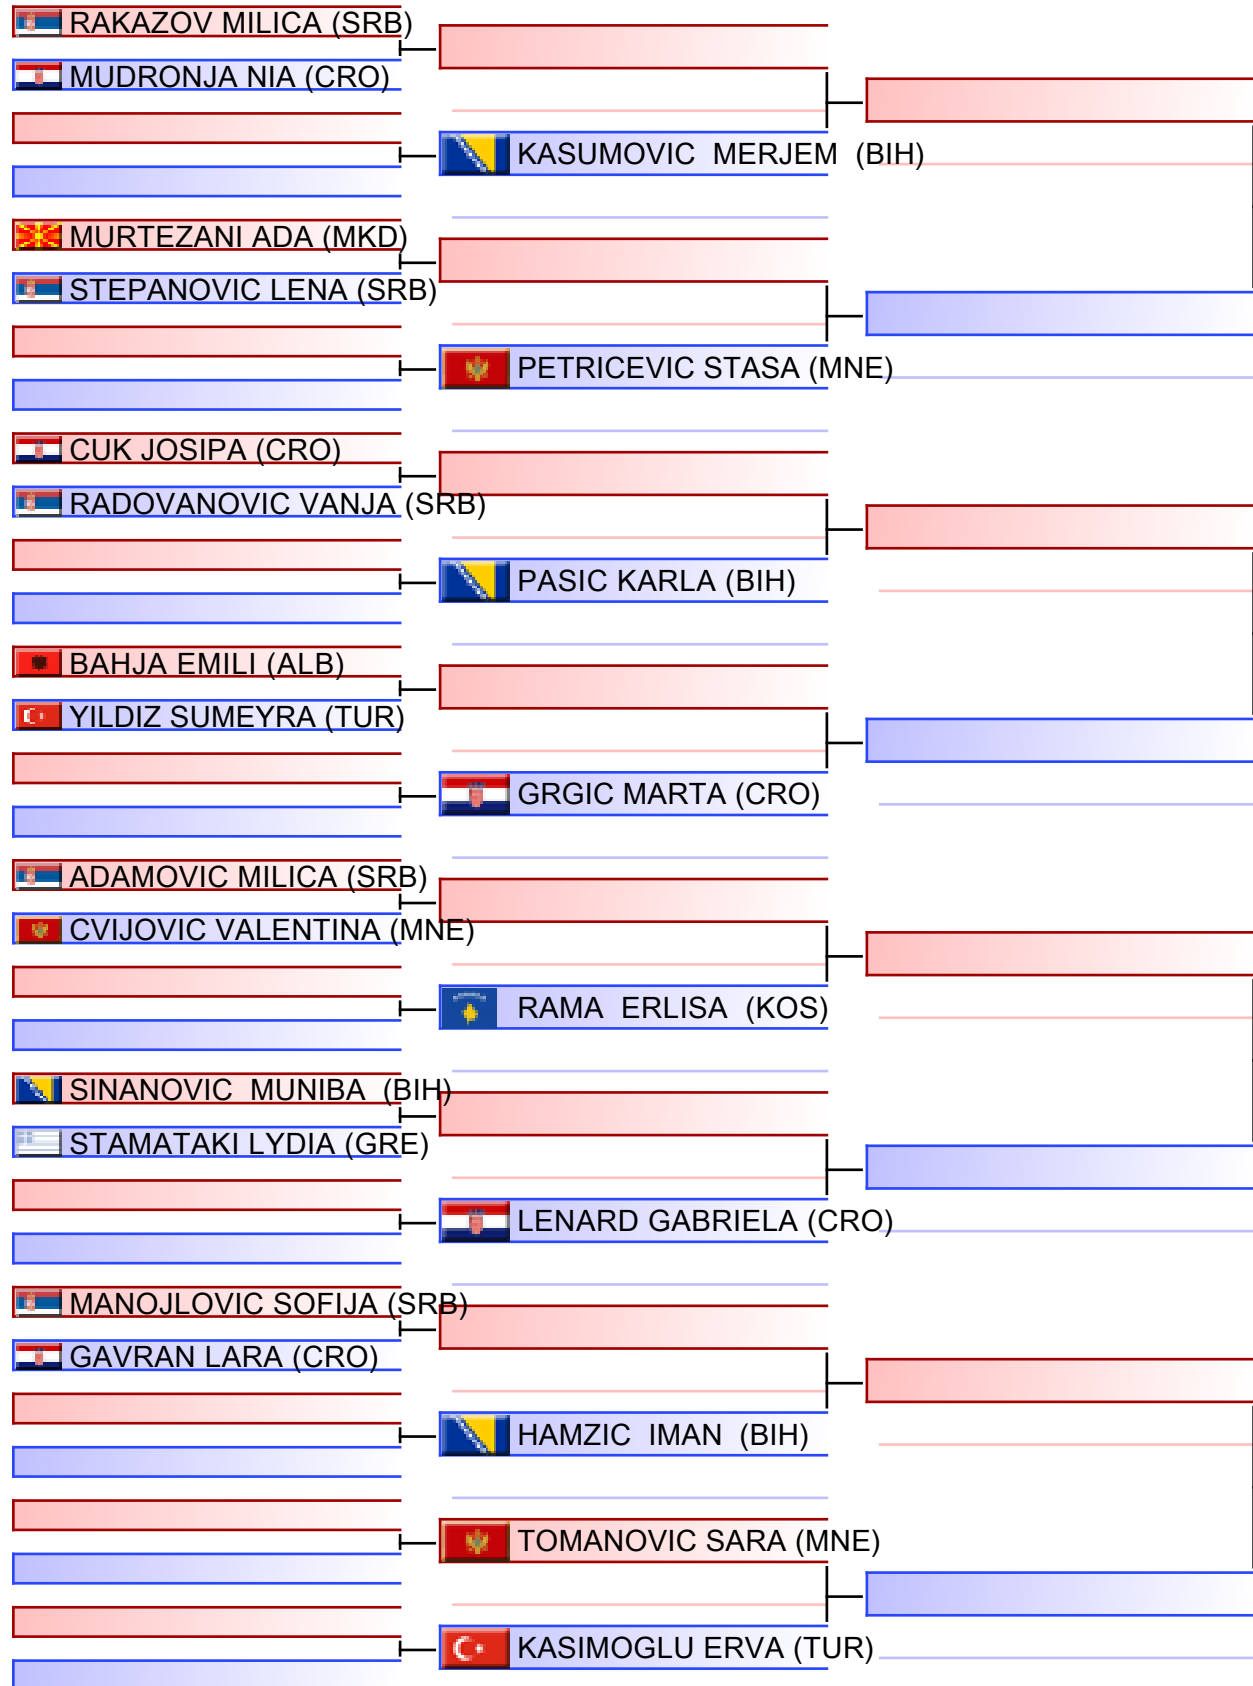 RAKAZOV MILICA (SRB)
MUDRONJA NIA (CRO)
KASUMOVIC  MERJEM  (BIH)
MURTEZANI ADA (MKD)
STEPANOVIC LENA (SRB)
PETRICEVIC STASA (MNE)
CUK JOSIPA (CRO)
RADOVANOVIC VANJA (SRB)
PASIC KARLA (BIH)
BAHJA EMILI (ALB)
YILDIZ SUMEYRA (TUR)
GRGIC MARTA (CRO)
ADAMOVIC MILICA (SRB)
CVIJOVIC VALENTINA (MNE)
RAMA  ERLISA  (KOS)
SINANOVIC  MUNIBA  (BIH)
STAMATAKI LYDIA (GRE)
LENARD GABRIELA (CRO)
MANOJLOVIC SOFIJA (SRB)
GAVRAN LARA (CRO)
HAMZIC  IMAN  (BIH)
TOMANOVIC SARA (MNE)
KASIMOGLU ERVA (TUR)